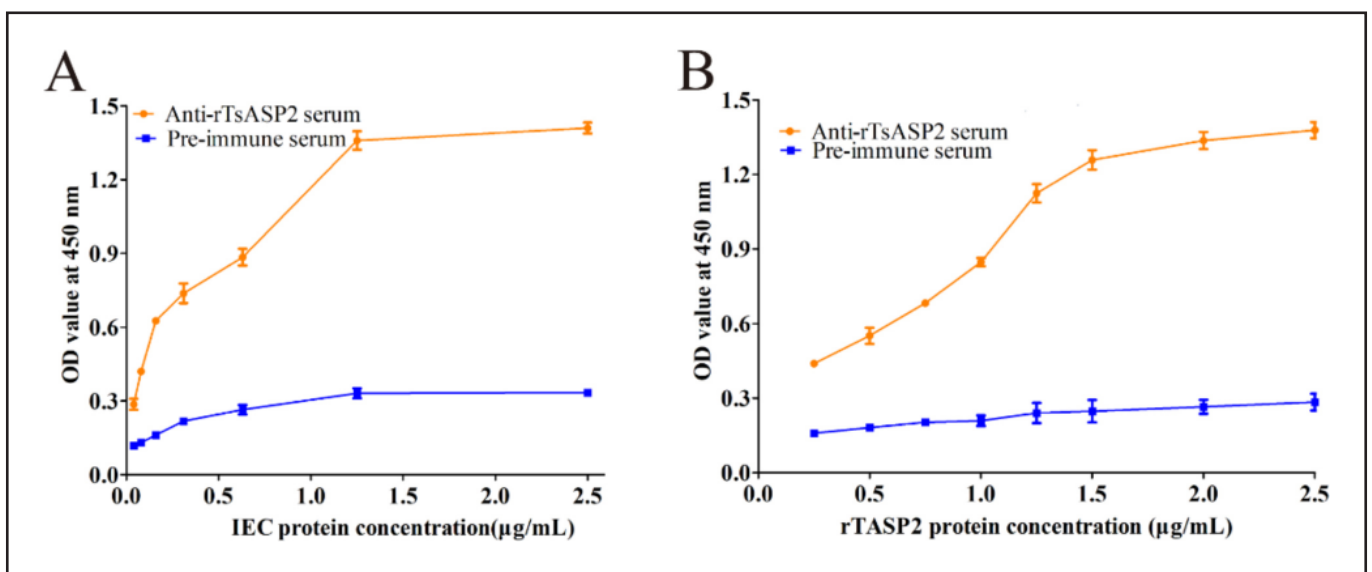 A
B
OD value at 450 nm
1.5
1.2
0.9
0.6
0.3
0.0
Anti-rTsASP2 serum
Pre-immune serum
0.0 0.5 1.0 1.5 2.0 2.5
IEC protein concentration(µg/mL)
OD value at 450 nm
1.5
1.2
0.9
0.6
0.3
0.0
Anti-rTsASP2 serum
Pre-immune serum
0.0 0.5 1.0 1.5 2.0 2.5
rTASP2 protein concentration (µg/mL)